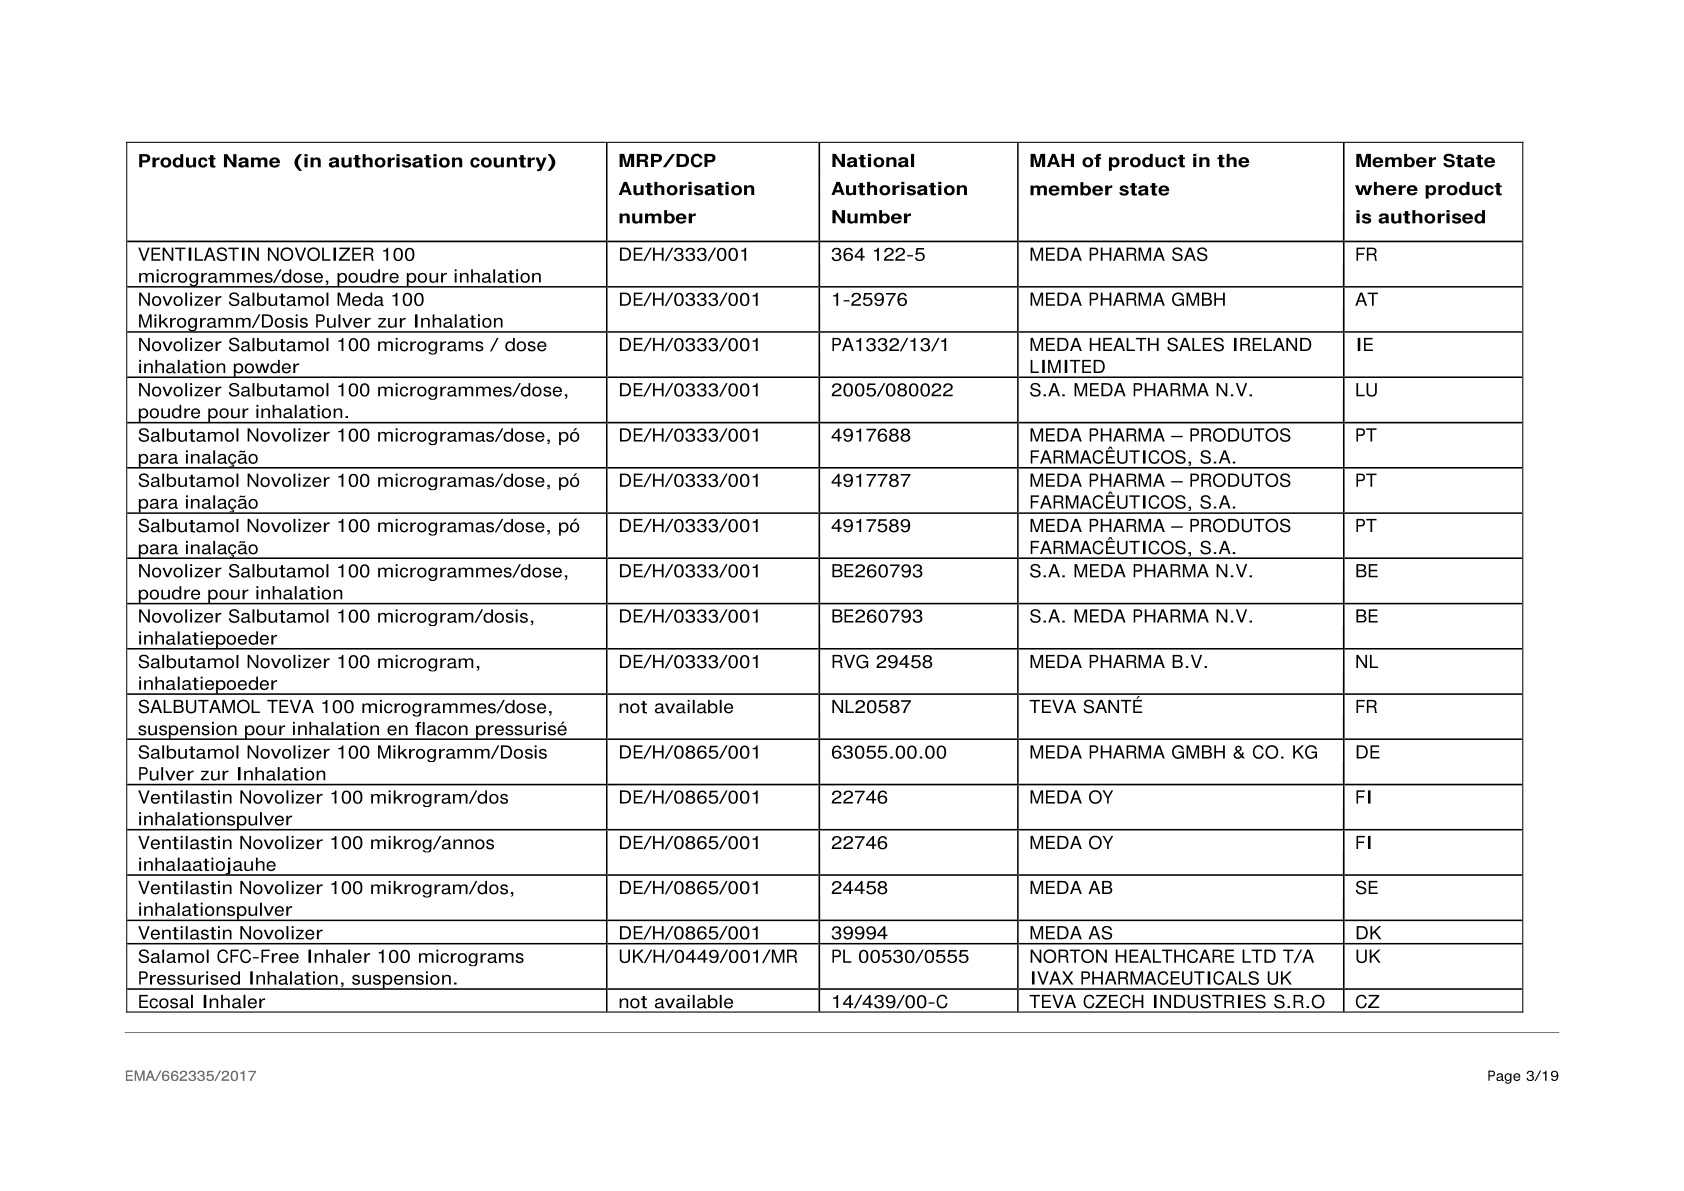 Product Name  (in authorisation country)
MRP/DCP
Authorisation
number
National
Authorisation
Number
MAH of product in the
member state
Member State
where product
is authorised
VENTILASTIN NOVOLIZER 100
microgrammes/dose, poudre pour inhalation
DE/H/333/001
364 122-5
MEDA PHARMA SAS
FR
Novolizer Salbutamol Meda 100
Mikrogramm/Dosis Pulver zur Inhalation
DE/H/0333/001
1-25976
MEDA PHARMA GMBH
AT
Novolizer Salbutamol 100 micrograms / dose
inhalation powder
DE/H/0333/001
PA1332/13/1
MEDA HEALTH SALES IRELAND
LIMITED
IE
Novolizer Salbutamol 100 microgrammes/dose,
poudre pour inhalation.
DE/H/0333/001
2005/080022
S.A. MEDA PHARMA N.V.
LU
Salbutamol Novolizer 100 microgramas/dose, pó
para inalação
DE/H/0333/001
4917688
MEDA PHARMA – PRODUTOS
FARMACÊUTICOS, S.A.
PT
Salbutamol Novolizer 100 microgramas/dose, pó
para inalação
DE/H/0333/001
4917787
MEDA PHARMA – PRODUTOS
FARMACÊUTICOS, S.A.
PT
Salbutamol Novolizer 100 microgramas/dose, pó
para inalação
DE/H/0333/001
4917589
MEDA PHARMA – PRODUTOS
FARMACÊUTICOS, S.A.
PT
Novolizer Salbutamol 100 microgrammes/dose,
poudre pour inhalation
DE/H/0333/001
BE260793
S.A. MEDA PHARMA N.V.
BE
Novolizer Salbutamol 100 microgram/dosis,
inhalatiepoeder
DE/H/0333/001
BE260793
S.A. MEDA PHARMA N.V.
BE
Salbutamol Novolizer 100 microgram,
inhalatiepoeder
DE/H/0333/001
RVG 29458
MEDA PHARMA B.V.
NL
SALBUTAMOL TEVA 100 microgrammes/dose,
suspension pour inhalation en flacon pressurisé
not available
NL20587
TEVA SANTÉ
FR
Salbutamol Novolizer 100 Mikrogramm/Dosis
Pulver zur Inhalation
DE/H/0865/001
63055.00.00
MEDA PHARMA GMBH & CO. KG
DE
Ventilastin Novolizer 100 mikrogram/dos
inhalationspulver
DE/H/0865/001
22746
MEDA OY
FI
Ventilastin Novolizer 100 mikrog/annos
inhalaatiojauhe
DE/H/0865/001
22746
MEDA OY
FI
Ventilastin Novolizer 100 mikrogram/dos,
inhalationspulver
DE/H/0865/001
24458
MEDA AB
SE
Ventilastin Novolizer
DE/H/0865/001
39994
MEDA AS
DK
Salamol CFC-Free Inhaler 100 micrograms
Pressurised Inhalation, suspension.
UK/H/0449/001/MR
PL 00530/0555
NORTON HEALTHCARE LTD T/A
IVAX PHARMACEUTICALS UK
UK
Ecosal Inhaler
not available
14/439/00-C
TEVA CZECH INDUSTRIES S.R.O
CZ
EMA/662335/2017
Page 3/19